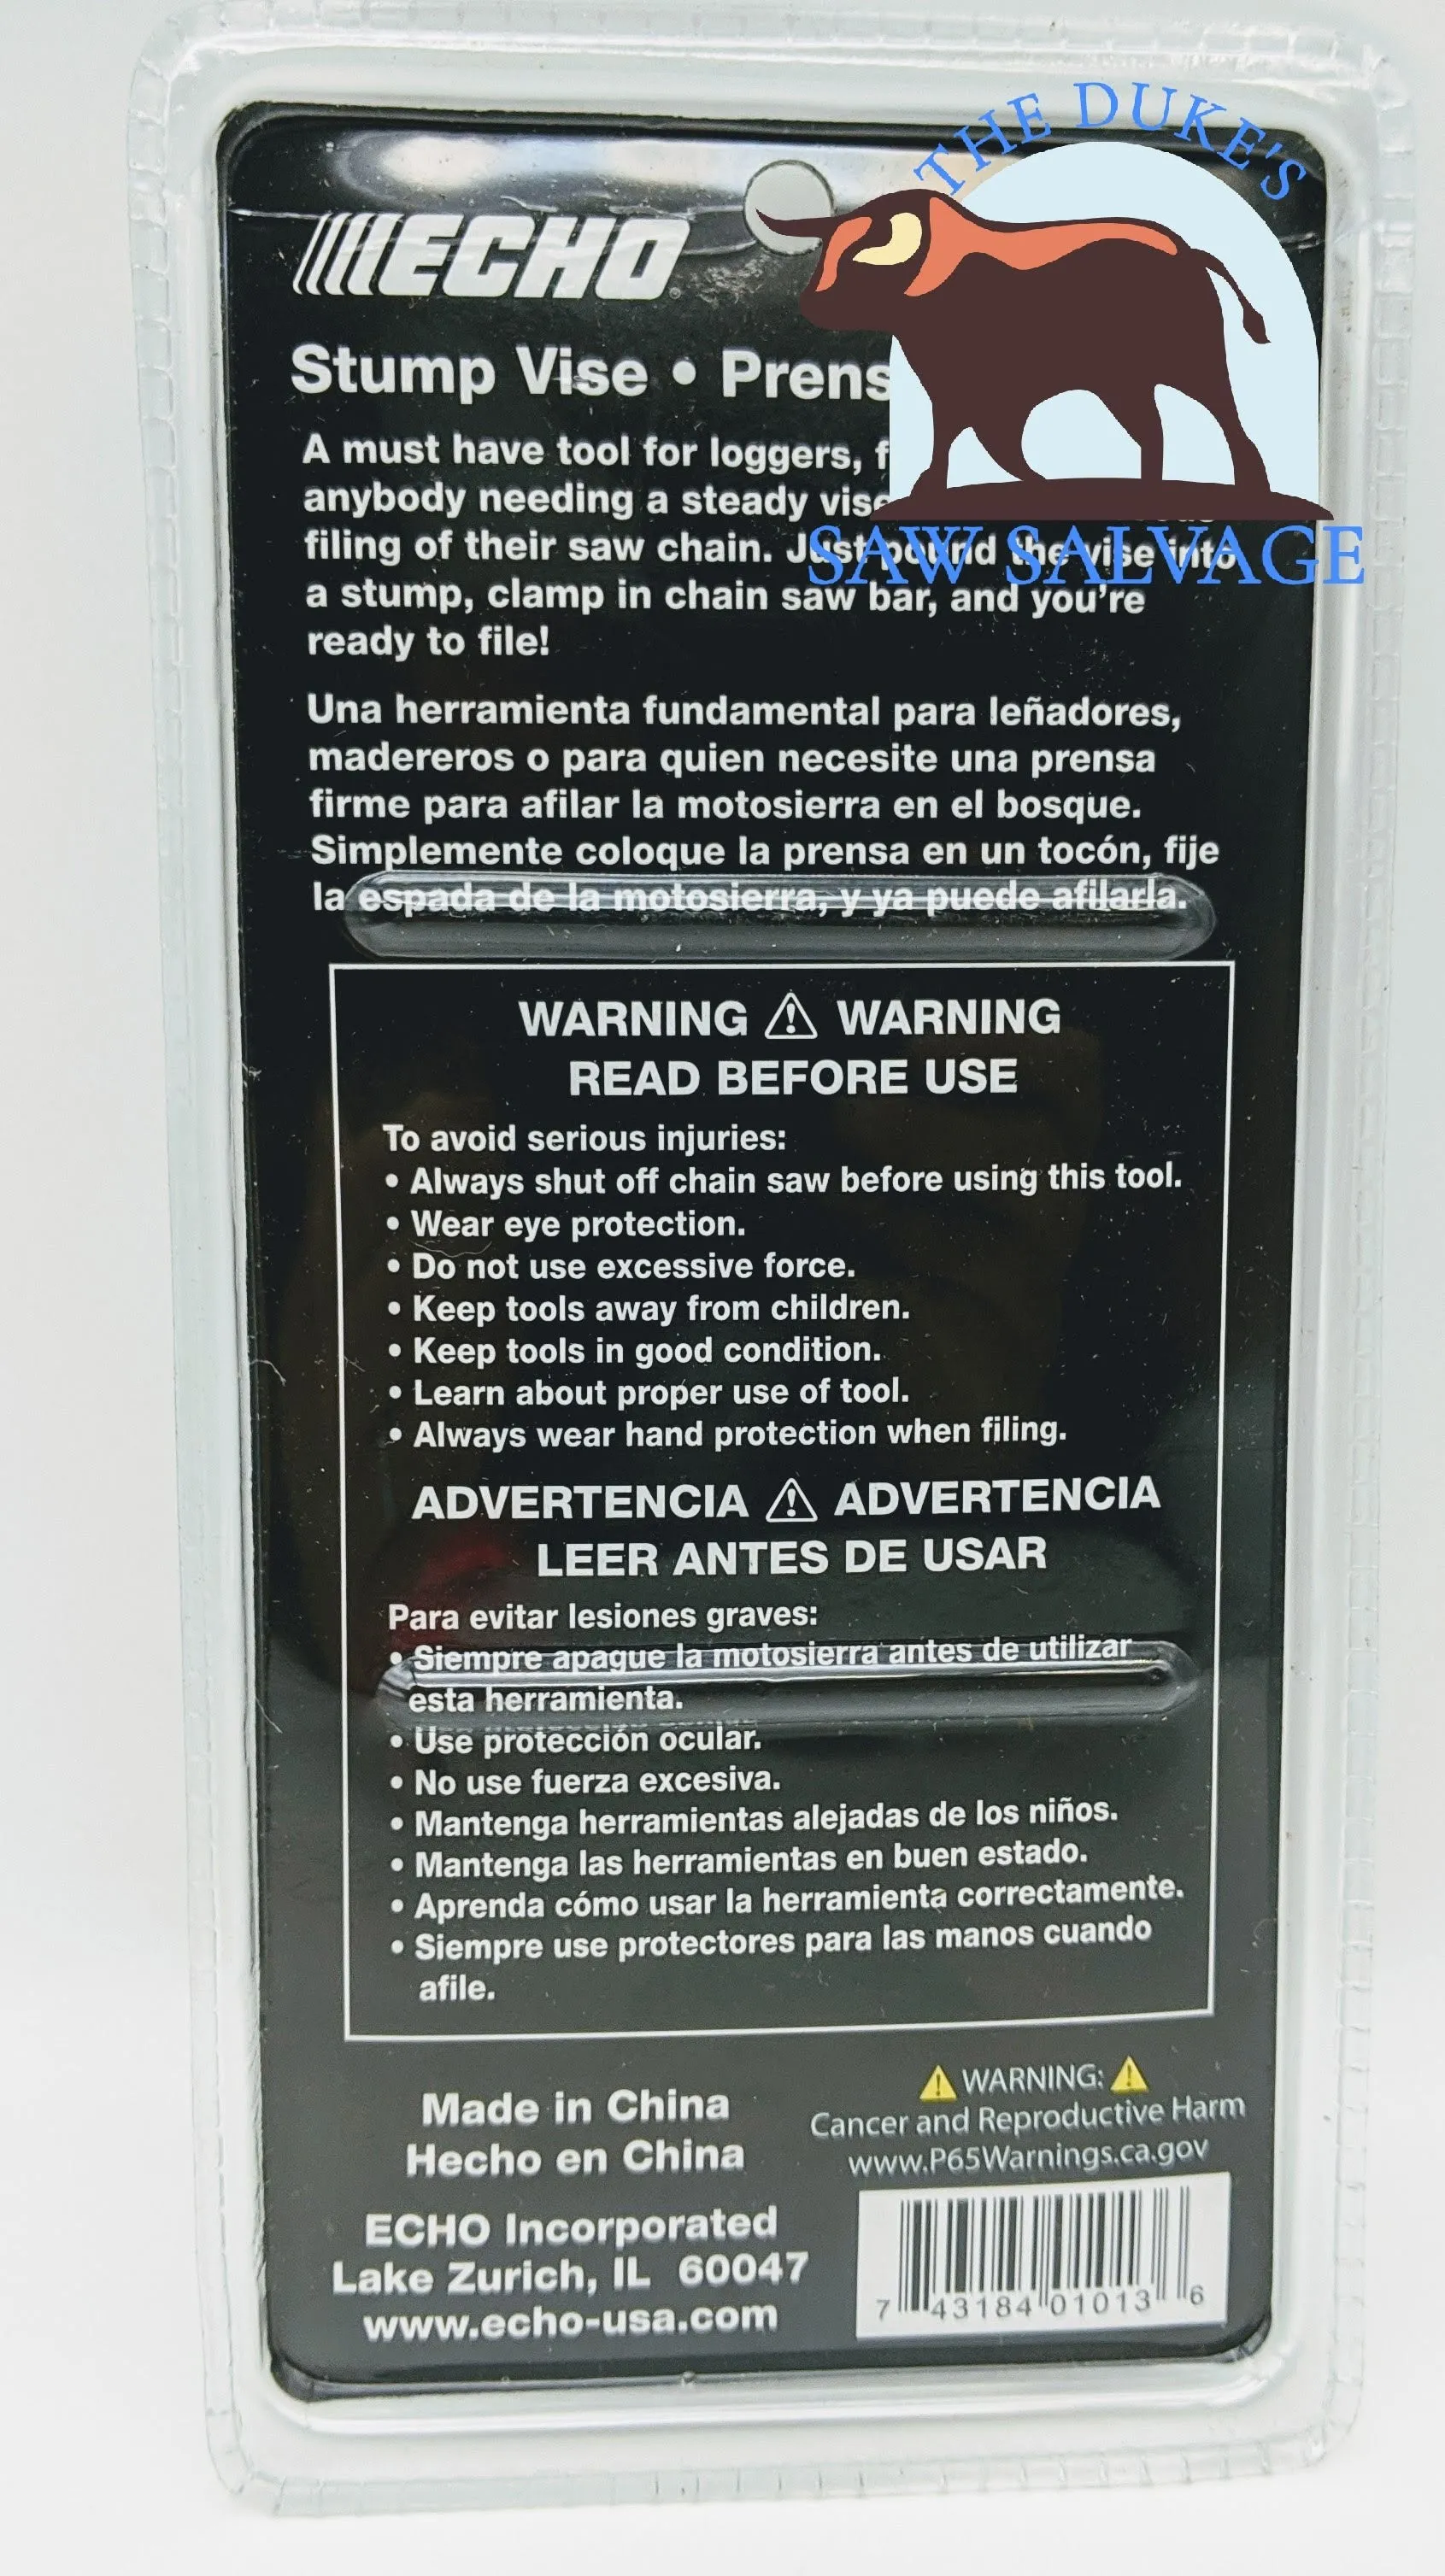 THE DUKE'S
SAW SALVAGE
ECHO
Stump Vise •
A must have tool for loggers,
anybody needing a steady vise
filing of their saw chain. Just pound the vise into
a stump, clamp in chain saw bar, and you're
ready to file!
Una herramienta fundamental para leñadores,
madereros o para quien necesite una prensa
firme para afilar la motosierra en el bosque.
Simplemente coloque la prensa en un tocón, fije
la espada de la motosierra, y ya puede afilarla.
WARNING ⚠ WARNING
READ BEFORE USE
To avoid serious injuries:
• Always shut off chain saw before using this tool.
• Wear eye protection.
• Do not use excessive force.
• Keep tools away from children.
• Keep tools in good condition.
• Learn about proper use of tool.
• Always wear hand protection when filing.
ADVERTENCIA ⚠ ADVERTENCIA
LEER ANTES DE USAR
Para evitar lesiones graves:
• Siempre apague la motosierra antes de utilizar
esta herramienta.
• Use protección ocular.
• No use fuerza excesiva.
• Mantenga herramientas alejadas de los niños.
• Mantenga las herramientas en buen estado.
• Aprenda cómo usar la herramienta correctamente.
• Siempre use protectores para las manos cuando
afile.
Made in China
Hecho en China
ECHO Incorporated
Lake Zurich, IL 60047
www.echo-usa.com
⚠ WARNING: ⚠
Cancer and Reproductive Harm
www.P65Warnings.ca.gov
7 43184 01013 6